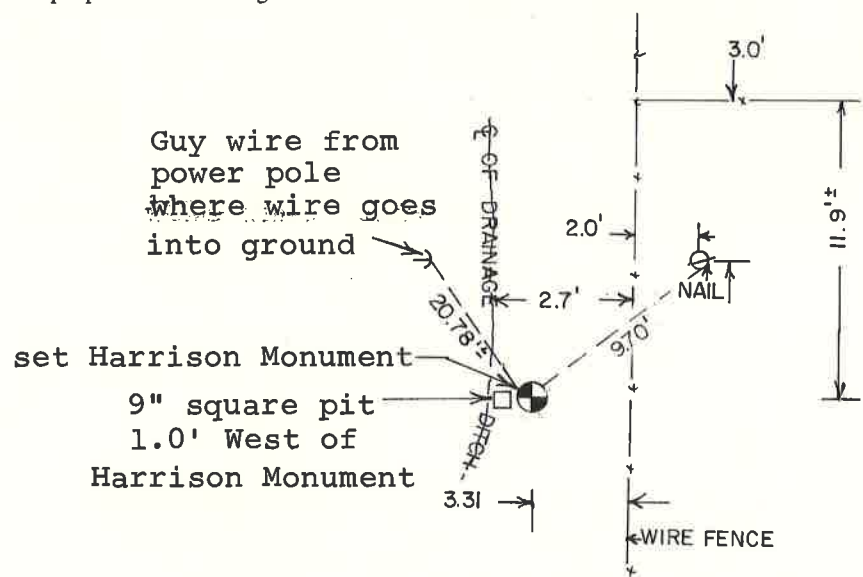 3.0'
Guy wire from
power pole
where wire goes
into ground
℄ OF DRAINAGE
DITCH
2.0'
11.9'±
NAIL
2.7'
20.78'±
9.70'
set Harrison Monument
9" square pit
1.0' West of
Harrison Monument
3.31
WIRE FENCE